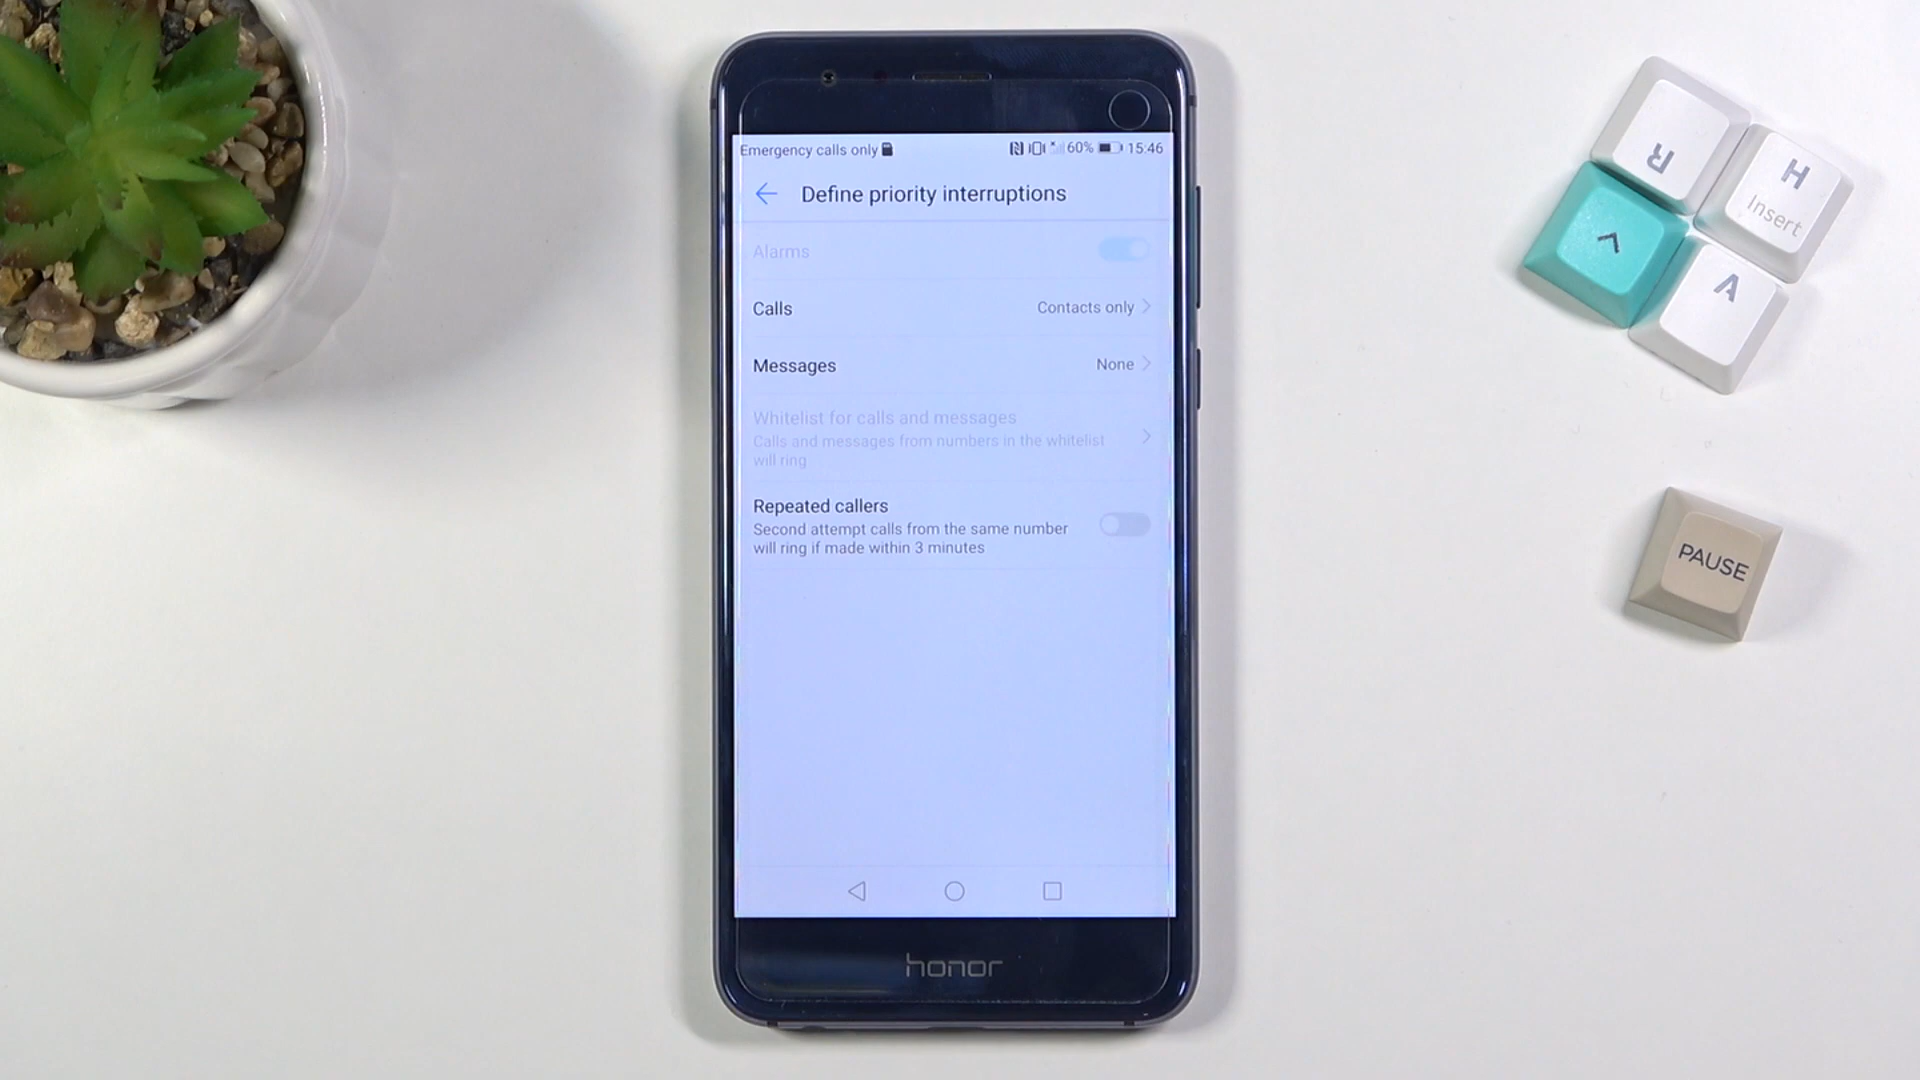 Emergency calls only
60% 15:46
Define priority interruptions
Alarms
Calls Contacts only
Messages None
Whitelist for calls and messages
Calls and messages from numbers in the whitelist
will ring
Repeated callers
Second attempt calls from the same number
will ring if made within 3 minutes
honor
R
H
Insert
A
PAUSE